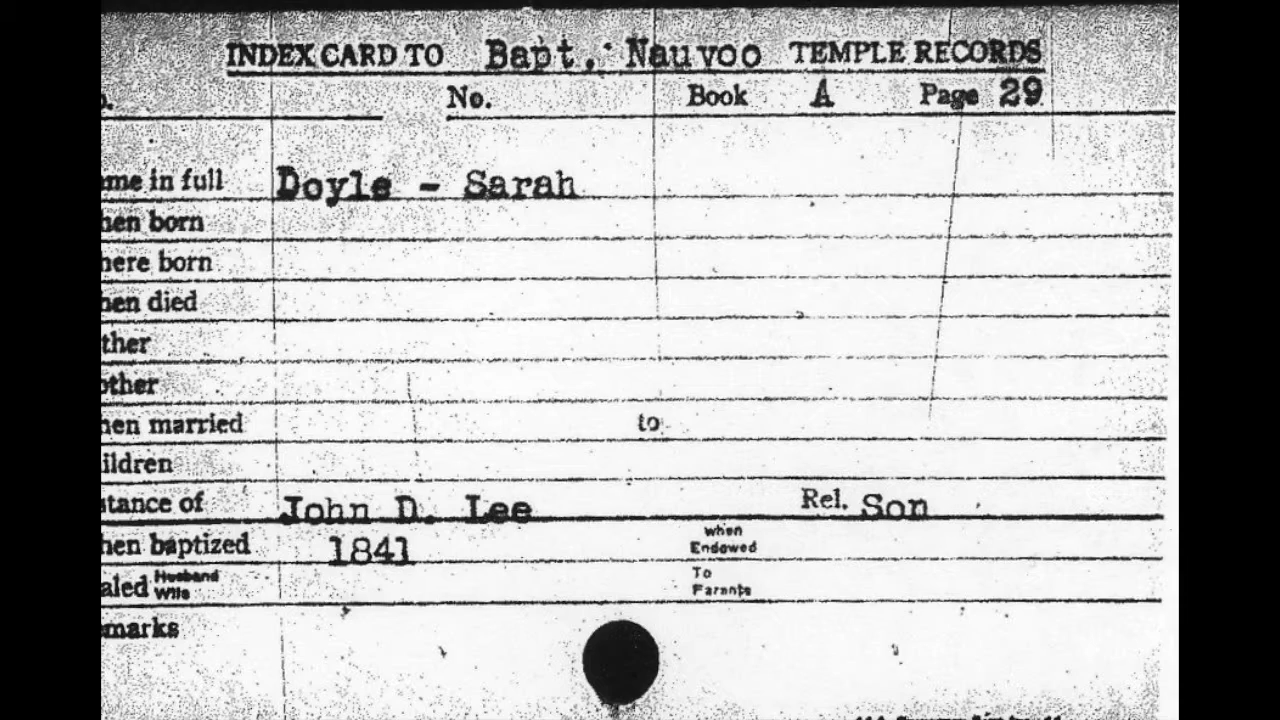 INDEX CARD TO Bapt. Nauvoo TEMPLE RECORDS
No. Book A Page 29
me in full Doyle - Sarah
hen born
here born
hen died
ther
other
hen married to
ildren
tance of John D. Lee Rel. Son
hen baptized 1841 when Endowed
aled Husband Wife To Parents
marks